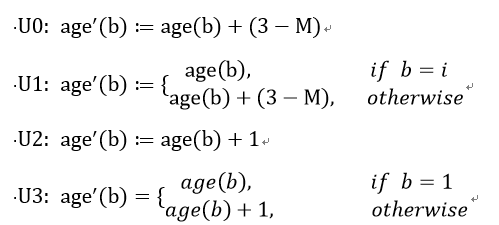 ·U0: age′(b) ≔ age(b) + (3 − M)
·U1: age′(b) ≔ { age(b), if b = i
age(b) + (3 − M), otherwise
·U2: age′(b) ≔ age(b) + 1
·U3: age′(b) = { age(b), if b = 1
age(b) + 1, otherwise